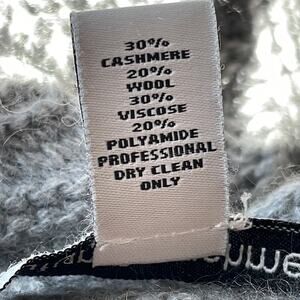 30%
CASHMERE
20%
WOOL
30%
VISCOSE
20%
POLYAMIDE
PROFESSIONAL
DRY CLEAN
ONLY